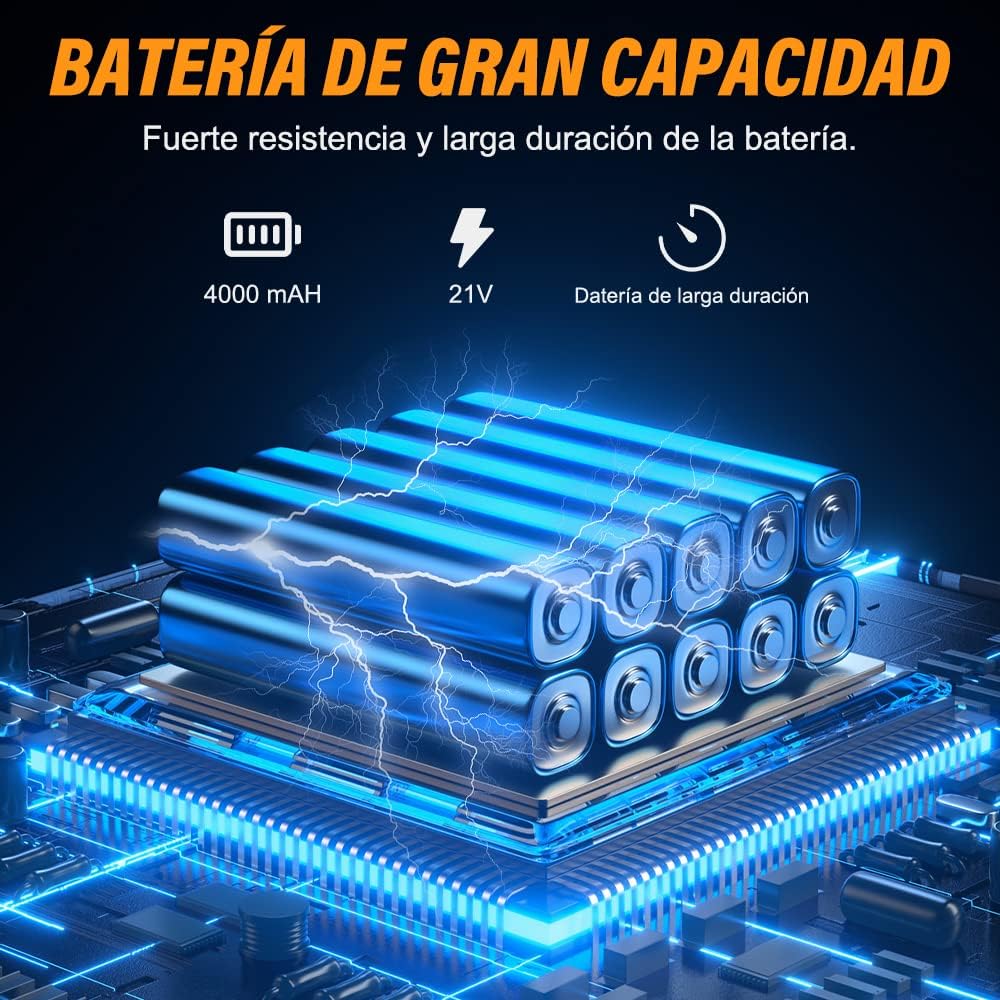 BATERÍA DE GRAN CAPACIDAD
Fuerte resistencia y larga duración de la batería.
4000 mAH
21V
Datería de larga duración